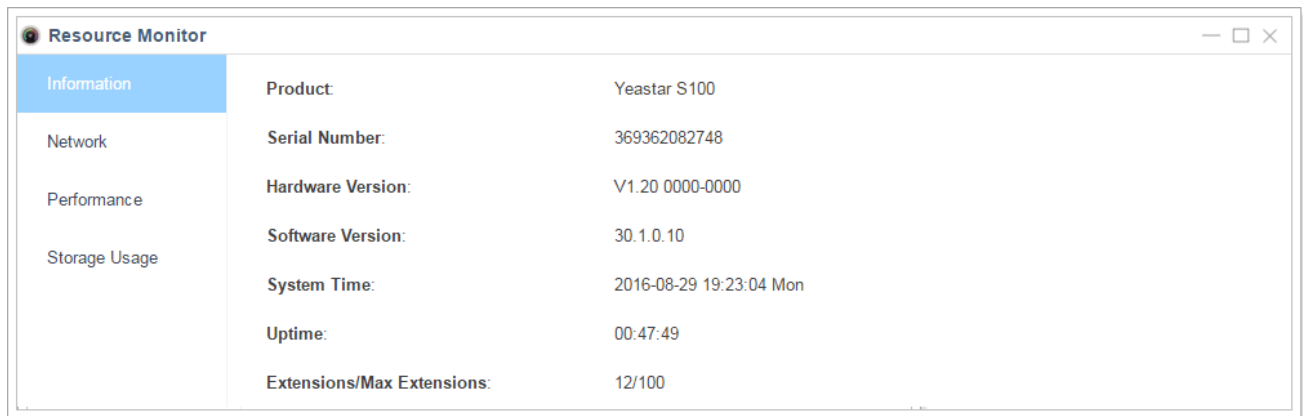 Resource Monitor
Information
Product: Yeastar S100
Serial Number: 369362082748
Network
Hardware Version: V1.20 0000-0000
Performance
Software Version: 30.1.0.10
Storage Usage
System Time: 2016-08-29 19:23:04 Mon
Uptime: 00:47:49
Extensions/Max Extensions: 12/100